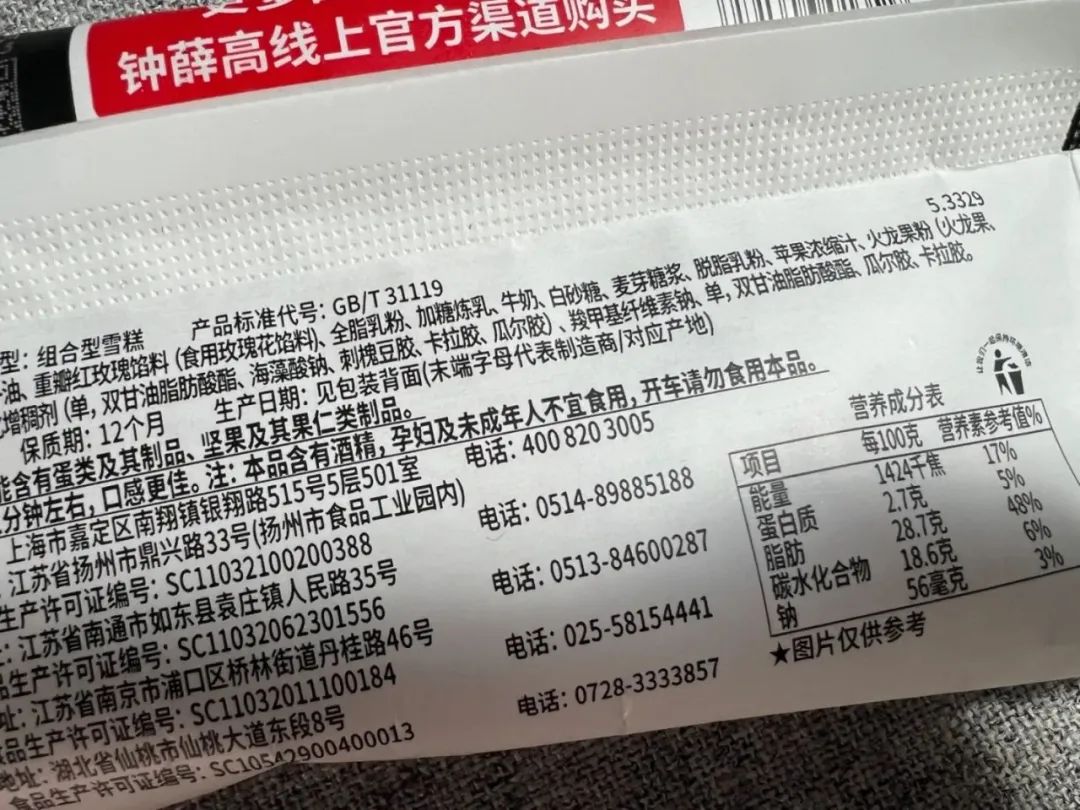 钟薛高线上官方渠道购买
5.3329
型: 组合型雪糕 产品标准代号: GB/T 31119
油、重瓣红玫瑰馅料 (食用玫瑰花馅料)、全脂乳粉、加糖炼乳、牛奶、白砂糖、麦芽糖浆、脱脂乳粉、苹果浓缩汁、火龙果粉 (火龙果、
增稠剂 (单, 双甘油脂肪酸酯、海藻酸钠、刺槐豆胶、卡拉胶、瓜尔胶) 、羧甲基纤维素钠、单, 双甘油脂肪酸酯、瓜尔胶、卡拉胶。
保质期: 12个月 生产日期: 见包装背面(末端字母代表制造商/对应产地)
能含有蛋类及其制品、坚果及其果仁类制品。
分钟左右, 口感更佳。注: 本品含有酒精, 孕妇及未成年人不宜食用, 开车请勿食用本品。
上海市嘉定区南翔镇银翔路515号5层501室 电话: 400 820 3005
江苏省扬州市鼎兴路33号(扬州市食品工业园内) 电话: 0514-89885188
生产许可证编号: SC11032100200388
: 江苏省南通市如东县袁庄镇人民路35号 电话: 0513-84600287
品生产许可证编号: SC11032062301556
址: 江苏省南京市浦口区桥林街道丹桂路46号 电话: 025-58154441
食品生产许可证编号: SC11032011100184
地址: 湖北省仙桃市仙桃大道东段8号 电话: 0728-3333857
食品生产许可证编号: SC10542900400013
营养成分表
项目 每100克 营养素参考值%
能量 1424千焦 17%
蛋白质 2.7克 5%
脂肪 28.7克 48%
碳水化合物 18.6克 6%
钠 56毫克 3%
★图片仅供参考